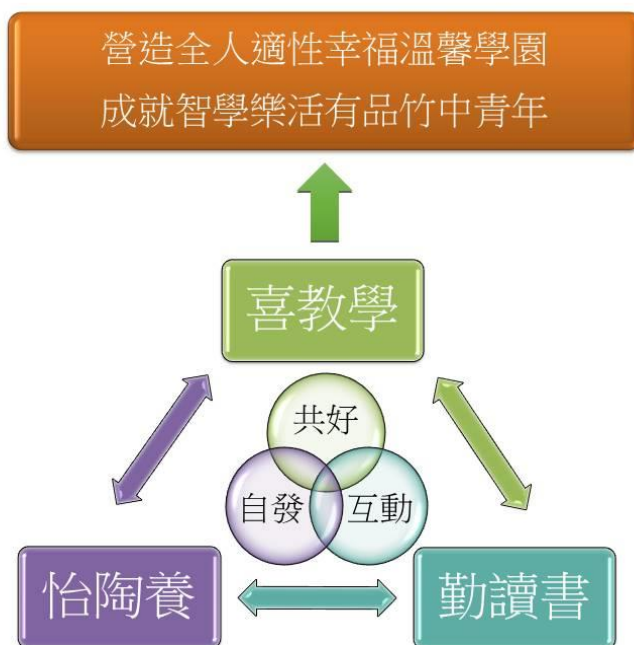 營造全人適性幸福溫馨學園
成就智學樂活有品竹中青年
喜教學
共好
自發
互動
怡陶養
勤讀書